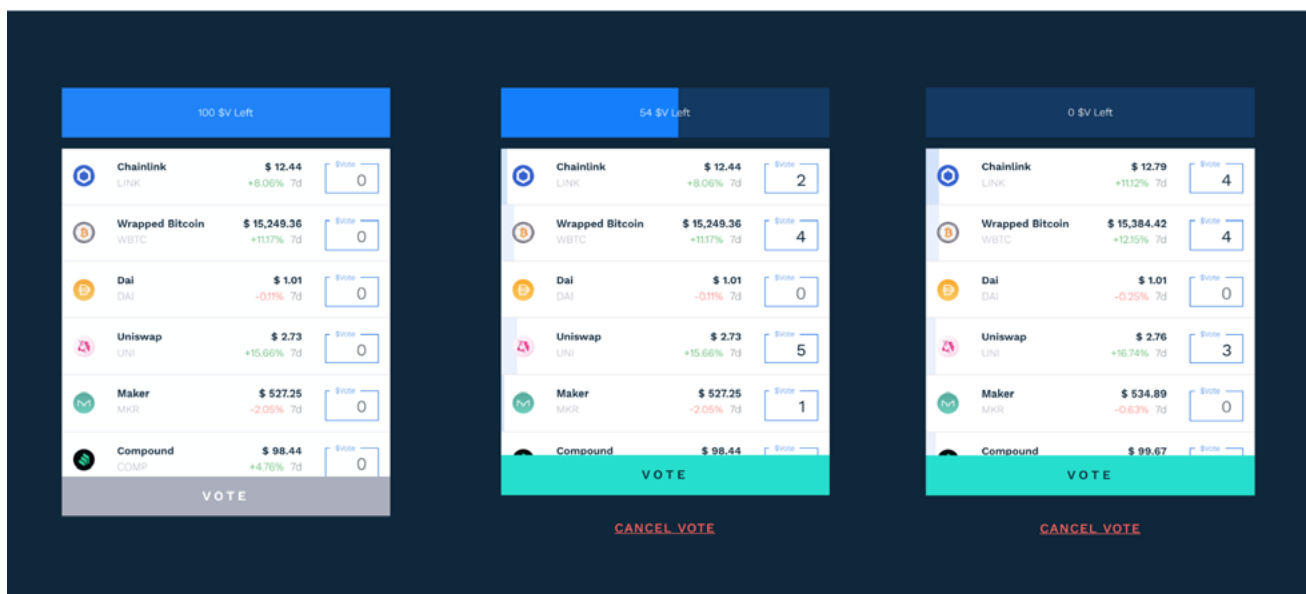 100 $V Left
Chainlink $ 12.44 $Vote
LINK +8.06% 7d 0
Wrapped Bitcoin $ 15,249.36 $Vote
WBTC +11.17% 7d 0
Dai $ 1.01 $Vote
DAI -0.11% 7d 0
Uniswap $ 2.73 $Vote
UNI +15.66% 7d 0
Maker $ 527.25 $Vote
MKR -2.05% 7d 0
Compound $ 98.44 $Vote
COMP +4.76% 7d 0
VOTE
54 $V Left
Chainlink $ 12.44 $Vote
LINK +8.06% 7d 2
Wrapped Bitcoin $ 15,249.36 $Vote
WBTC +11.17% 7d 4
Dai $ 1.01 $Vote
DAI -0.11% 7d 0
Uniswap $ 2.73 $Vote
UNI +15.66% 7d 5
Maker $ 527.25 $Vote
MKR -2.05% 7d 1
Compound $ 98.44 $Vote
VOTE
CANCEL VOTE
0 $V Left
Chainlink $ 12.79 $Vote
LINK +11.12% 7d 4
Wrapped Bitcoin $ 15,384.42 $Vote
WBTC +12.15% 7d 4
Dai $ 1.01 $Vote
DAI -0.25% 7d 0
Uniswap $ 2.76 $Vote
UNI +16.74% 7d 3
Maker $ 534.89 $Vote
MKR -0.63% 7d 0
Compound $ 99.67 $Vote
VOTE
CANCEL VOTE